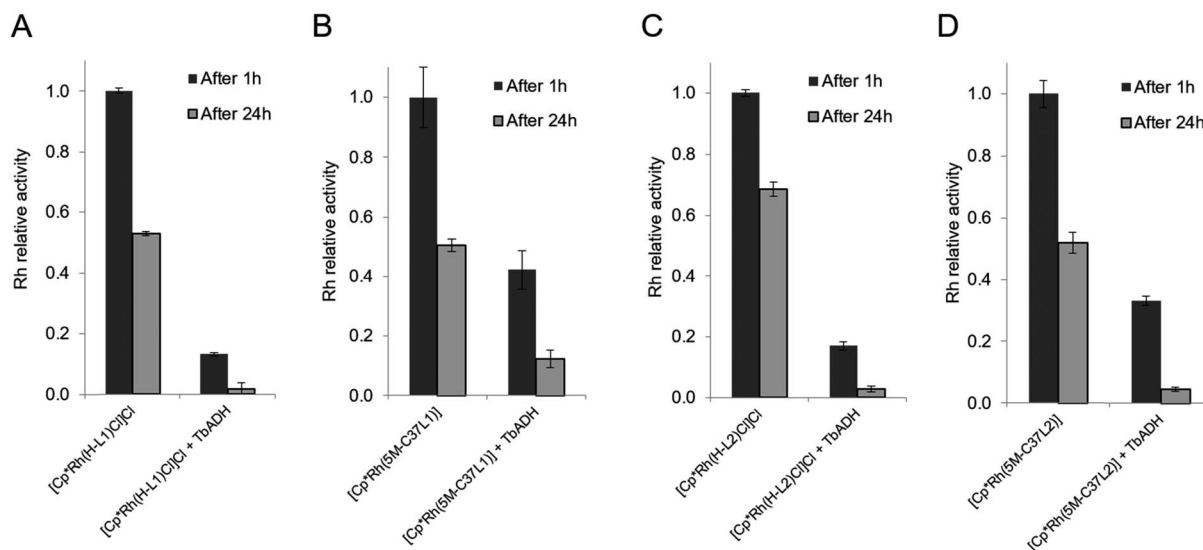 A
Rh relative activity
1.0
0.8
0.6
0.4
0.2
0.0
After 1h
After 24h
[Cp*Rh(H-L1)Cl]Cl
[Cp*Rh(H-L1)Cl]Cl + TbADH
B
Rh relative activity
1.0
0.8
0.6
0.4
0.2
0.0
After 1h
After 24h
[Cp*Rh(5M-C37L1)]
[Cp*Rh(5M-C37L1)] + TbADH
C
Rh relative activity
1.0
0.8
0.6
0.4
0.2
0.0
After 1h
After 24h
[Cp*Rh(H-L2)Cl]Cl
[Cp*Rh(H-L2)Cl]Cl + TbADH
D
Rh relative activity
1.0
0.8
0.6
0.4
0.2
0.0
After 1h
After 24h
[Cp*Rh(5M-C37L2)]
[Cp*Rh(5M-C37L2)] + TbADH